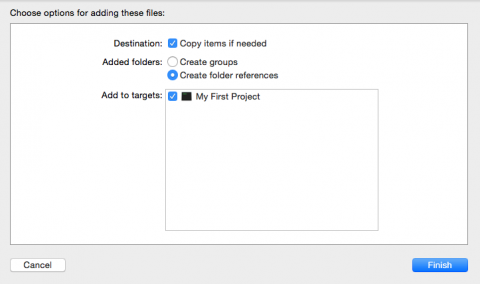 Choose options for adding these files:
Destination: Copy items if needed
Added folders: Create groups
Create folder references
Add to targets: My First Project
Cancel Finish